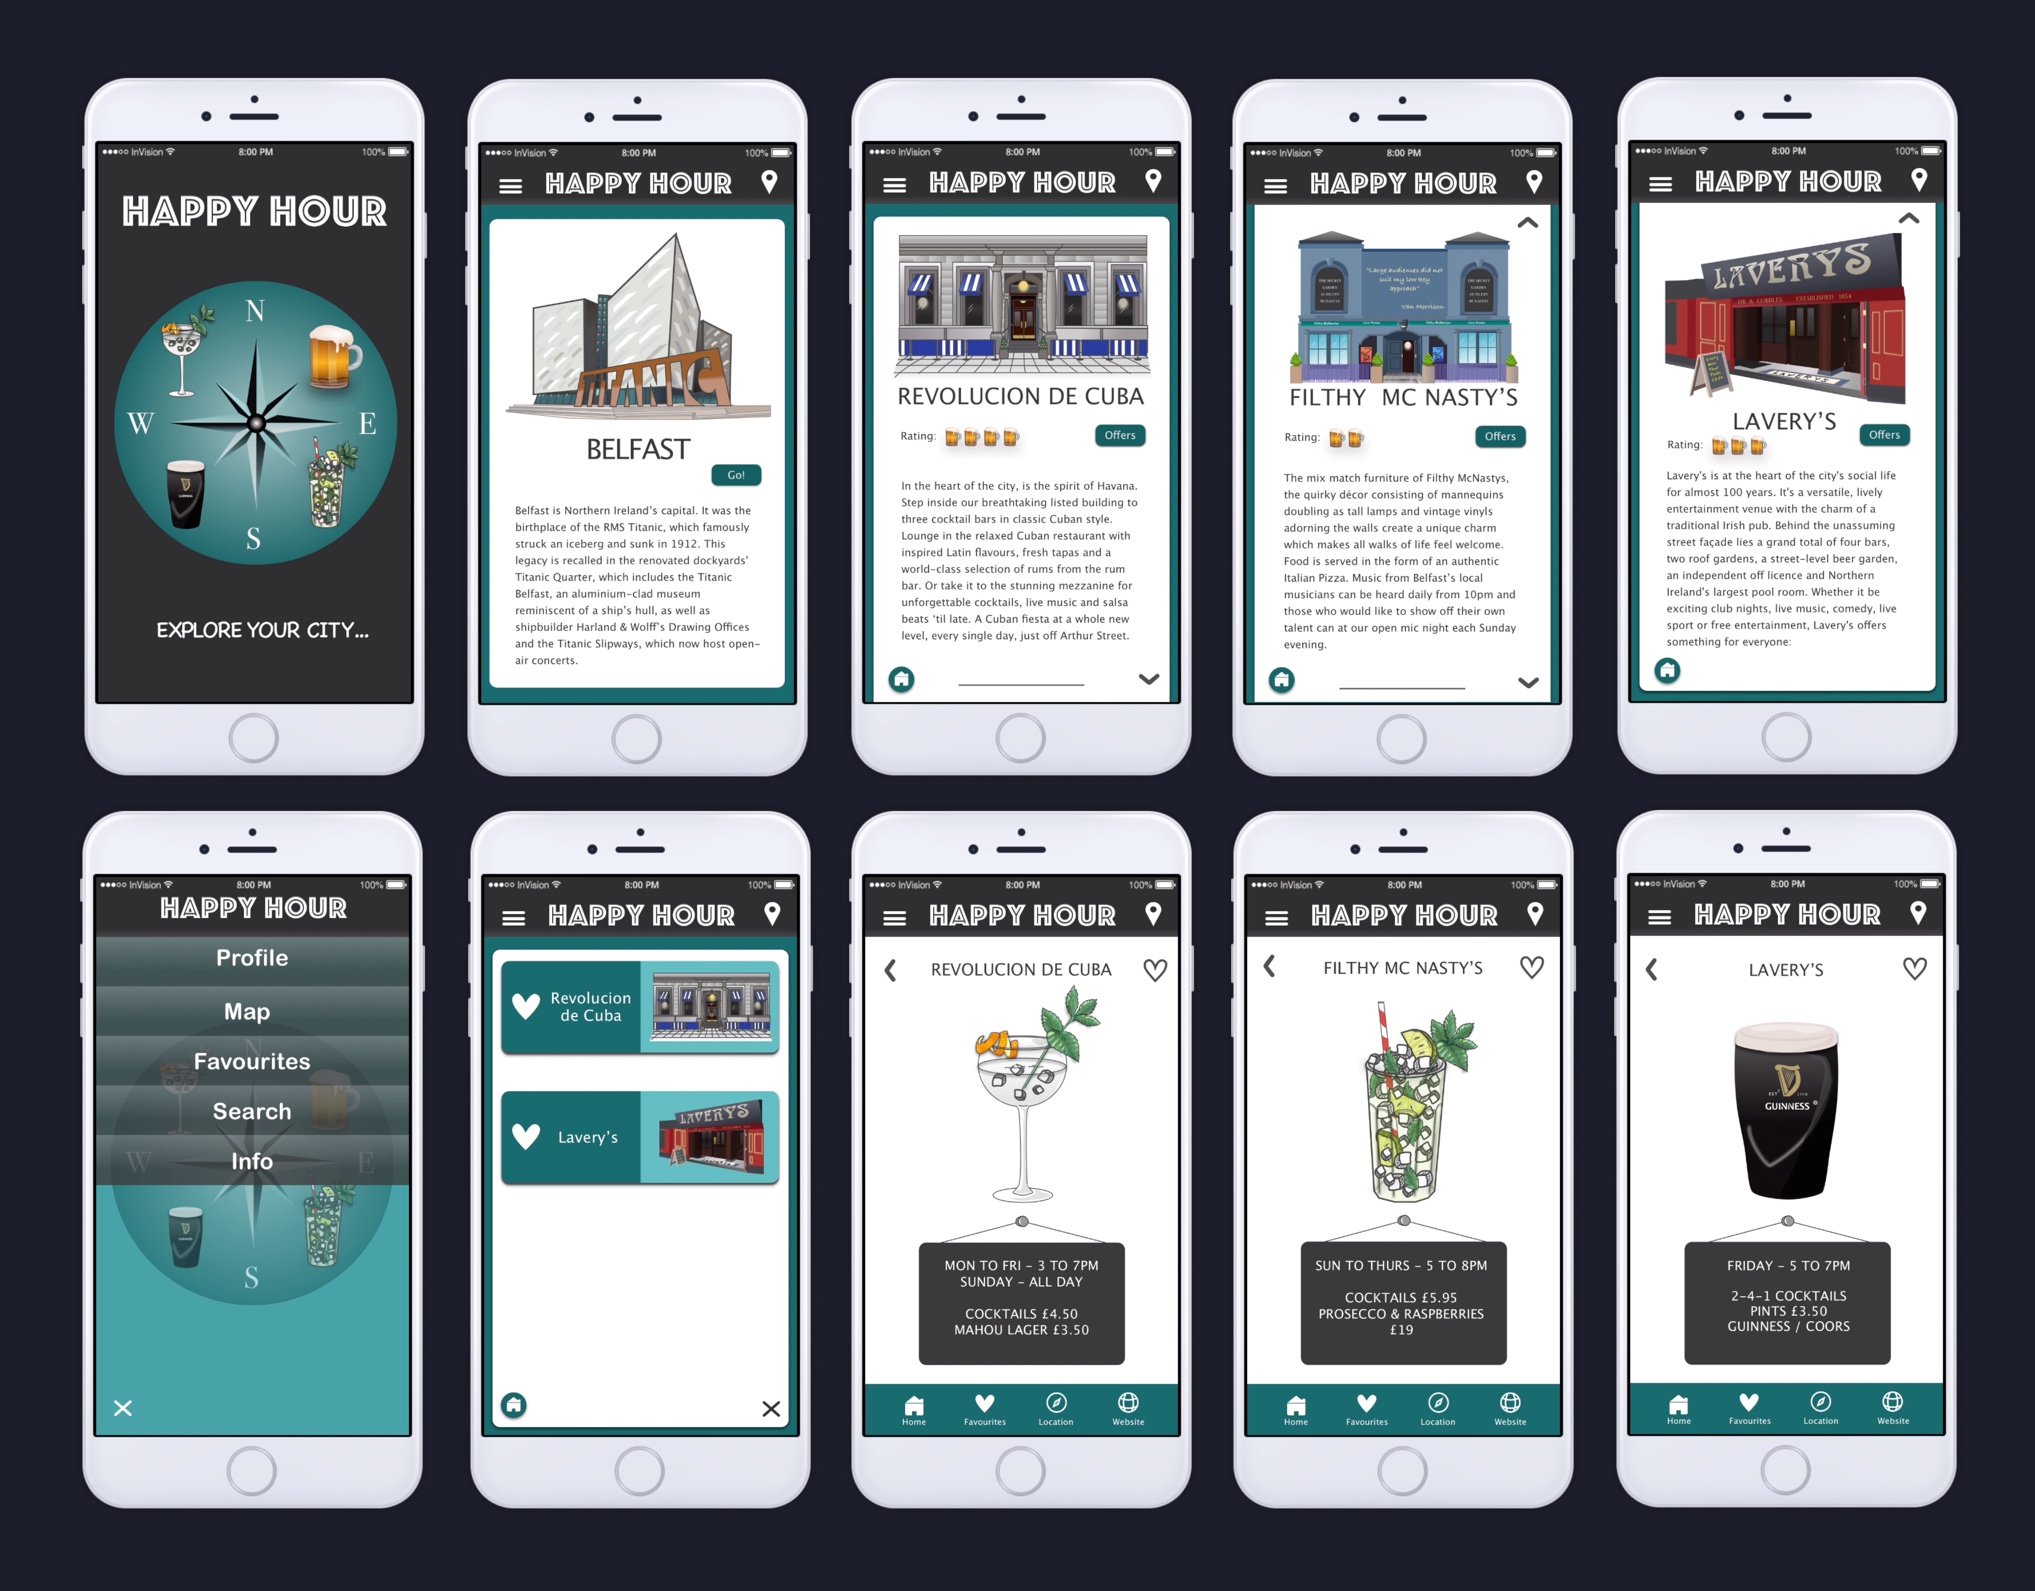 InVision
8:00 PM
100%
HAPPY HOUR
N
W
E
GUINNESS
S
EXPLORE YOUR CITY...
InVision
8:00 PM
100%
HAPPY HOUR
TITANIC
BELFAST
Go!
Belfast is Northern Ireland's capital. It was the
birthplace of the RMS Titanic, which famously
struck an iceberg and sunk in 1912. This
legacy is recalled in the renovated dockyards'
Titanic Quarter, which includes the Titanic
Belfast, an aluminium-clad museum
reminiscent of a ship's hull, as well as
shipbuilder Harland & Wolff's Drawing Offices
and the Titanic Slipways, which now host open-
air concerts.
InVision
8:00 PM
100%
HAPPY HOUR
REVOLUCION DE CUBA
Rating:
Offers
In the heart of the city, is the spirit of Havana.
Step inside our breathtaking listed building to
three cocktail bars in classic Cuban style.
Lounge in the relaxed Cuban restaurant with
inspired Latin flavours, fresh tapas and a
world-class selection of rums from the rum
bar. Or take it to the stunning mezzanine for
unforgettable cocktails, live music and salsa
beats 'til late. A Cuban fiesta at a whole new
level, every single day, just off Arthur Street.
InVision
8:00 PM
100%
HAPPY HOUR
"Large audiences did not
suit my low key
approach"
Van Morrison
FILTHY MC NASTY'S
Rating:
Offers
The mix match furniture of Filthy McNastys,
the quirky décor consisting of mannequins
doubling as tall lamps and vintage vinyls
adorning the walls create a unique charm
which makes all walks of life feel welcome.
Food is served in the form of an authentic
Italian Pizza. Music from Belfast's local
musicians can be heard daily from 10pm and
those who would like to show off their own
talent can at our open mic night each Sunday
evening.
InVision
8:00 PM
100%
HAPPY HOUR
LAVERYS
ESTABLISHED
LAVERYS
LAVERY'S
Rating:
Offers
Lavery's is at the heart of the city's social life
for almost 100 years. It's a versatile, lively
entertainment venue with the charm of a
traditional Irish pub. Behind the unassuming
street façade lies a grand total of four bars,
two roof gardens, a street-level beer garden,
an independent off licence and Northern
Ireland's largest pool room. Whether it be
exciting club nights, live music, comedy, live
sport or free entertainment, Lavery's offers
something for everyone:
InVision
8:00 PM
100%
HAPPY HOUR
Profile
Map
Favourites
Search
Info
N
W
E
S
InVision
8:00 PM
100%
HAPPY HOUR
Revolucion
de Cuba
Lavery's
LAVERYS
InVision
8:00 PM
100%
HAPPY HOUR
REVOLUCION DE CUBA
MON TO FRI – 3 TO 7PM
SUNDAY – ALL DAY
COCKTAILS £4.50
MAHOU LAGER £3.50
Home
Favourites
Location
Website
InVision
8:00 PM
100%
HAPPY HOUR
FILTHY MC NASTY'S
SUN TO THURS – 5 TO 8PM
COCKTAILS £5.95
PROSECCO & RASPBERRIES
£19
Home
Favourites
Location
Website
InVision
8:00 PM
100%
HAPPY HOUR
LAVERY'S
EST 1759
GUINNESS ®
FRIDAY – 5 TO 7PM
2-4-1 COCKTAILS
PINTS £3.50
GUINNESS / COORS
Home
Favourites
Location
Website